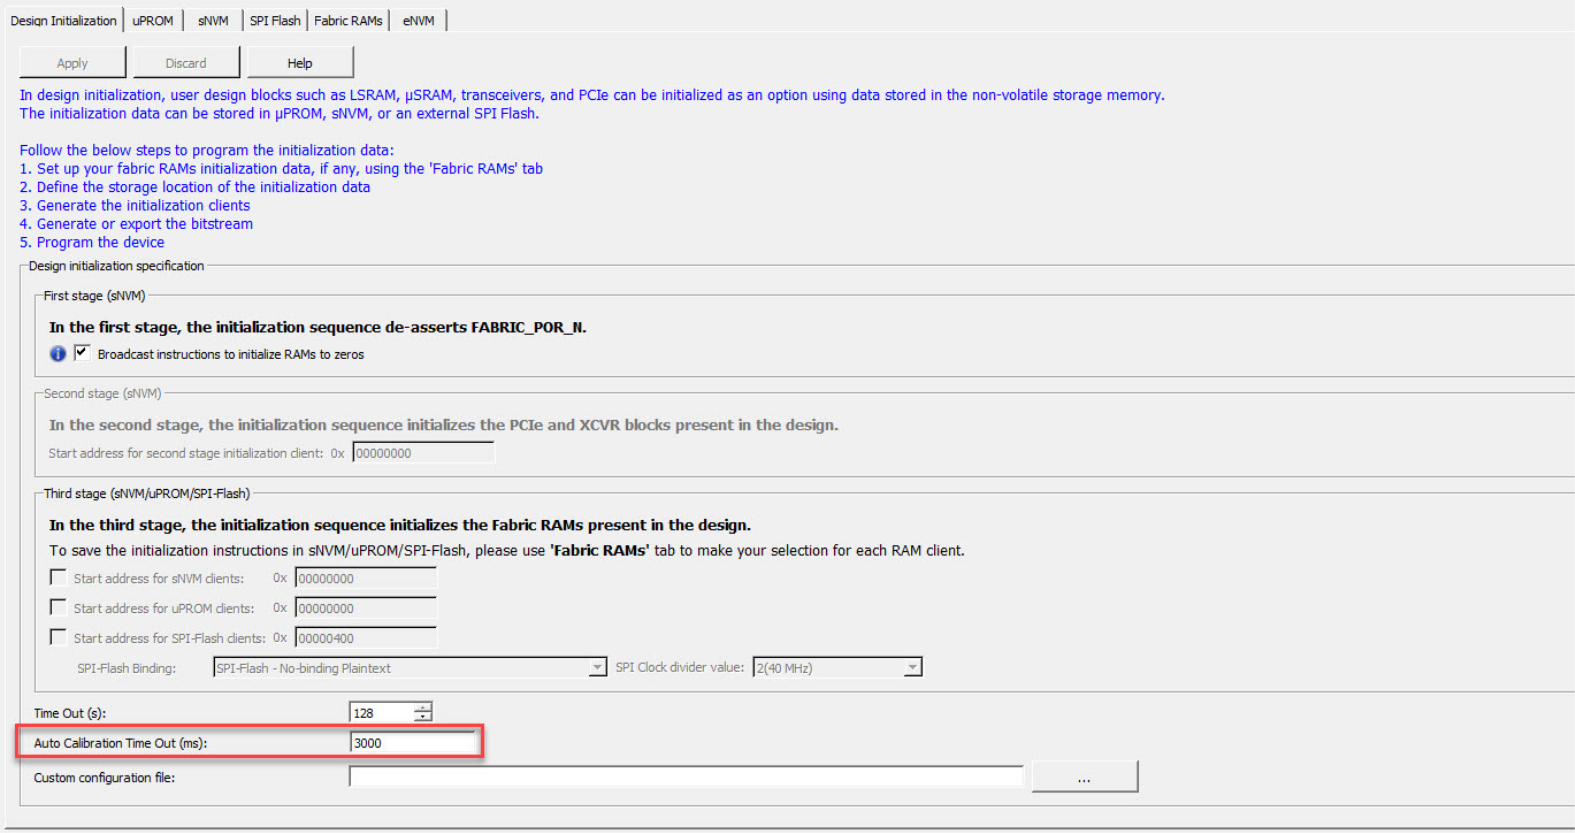 Design Initialization uPROM sNVM SPI Flash Fabric RAMs eNVM
Apply Discard Help
In design initialization, user design blocks such as LSRAM, µSRAM, transceivers, and PCIe can be initialized as an option using data stored in the non-volatile storage memory.
The initialization data can be stored in µPROM, sNVM, or an external SPI Flash.
Follow the below steps to program the initialization data:
1. Set up your fabric RAMs initialization data, if any, using the 'Fabric RAMs' tab
2. Define the storage location of the initialization data
3. Generate the initialization clients
4. Generate or export the bitstream
5. Program the device
Design initialization specification
First stage (sNVM)
In the first stage, the initialization sequence de-asserts FABRIC_POR_N.
Broadcast instructions to initialize RAMs to zeros
Second stage (sNVM)
In the second stage, the initialization sequence initializes the PCIe and XCVR blocks present in the design.
Start address for second stage initialization client: 0x 00000000
Third stage (sNVM/uPROM/SPI-Flash)
In the third stage, the initialization sequence initializes the Fabric RAMs present in the design.
To save the initialization instructions in sNVM/uPROM/SPI-Flash, please use 'Fabric RAMs' tab to make your selection for each RAM client.
Start address for sNVM clients: 0x 00000000
Start address for uPROM clients: 0x 00000000
Start address for SPI-Flash clients: 0x 00000400
SPI-Flash Binding: SPI-Flash - No-binding Plaintext SPI Clock divider value: 2(40 MHz)
Time Out (s): 128
Auto Calibration Time Out (ms): 3000
Custom configuration file: ...